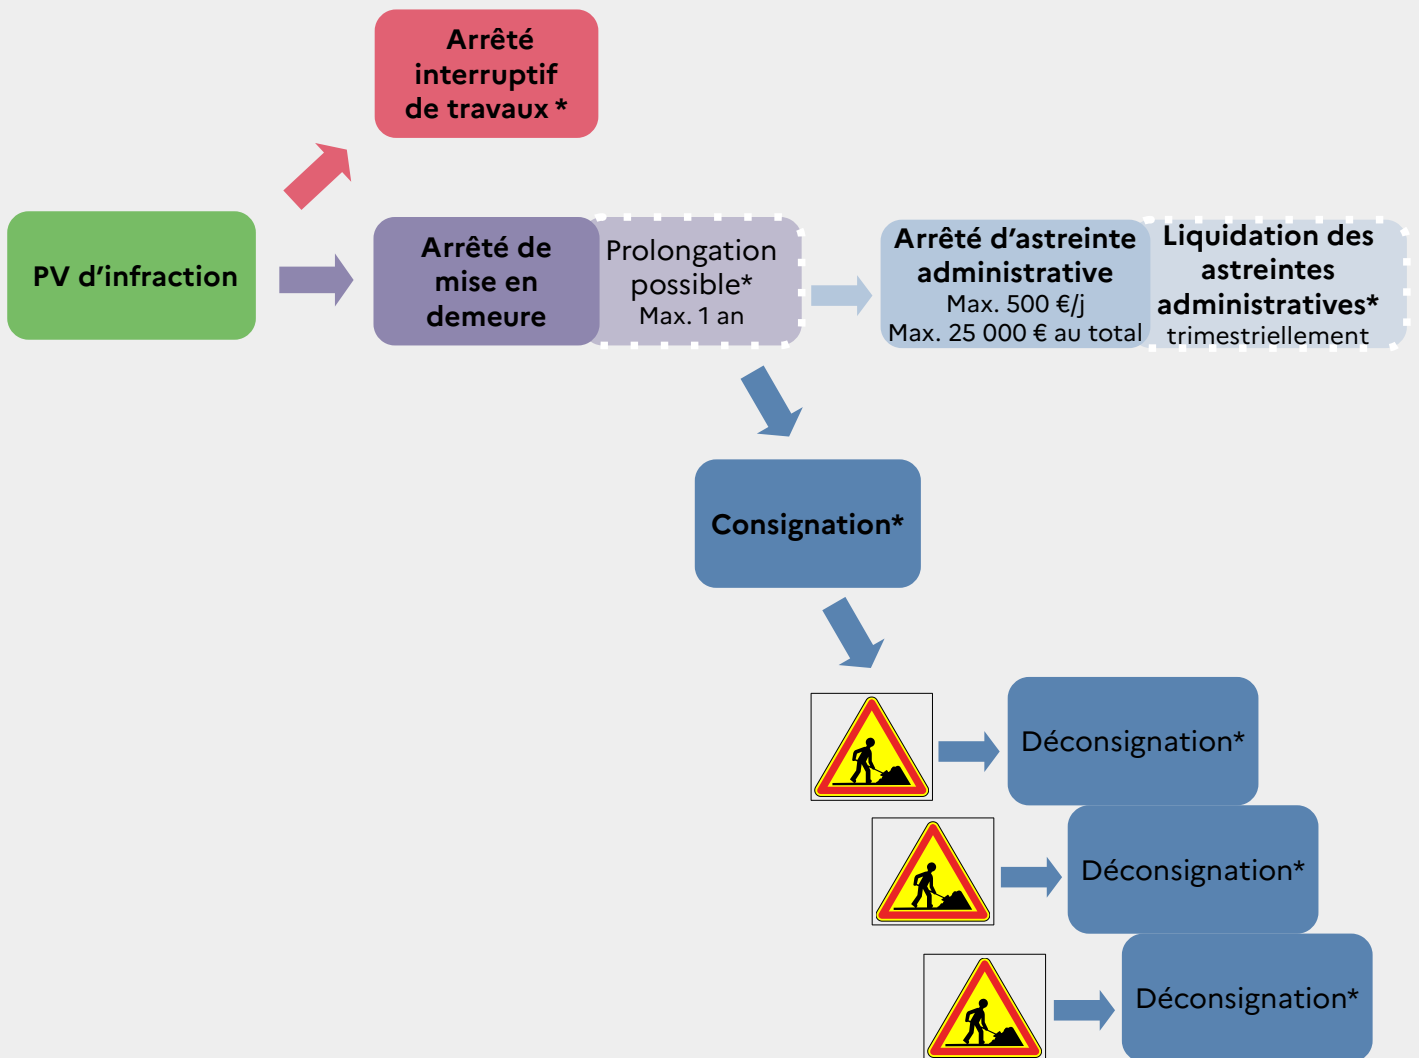 Arrêté
interruptif
de travaux *
PV d’infraction
Arrêté de
mise en
demeure
Prolongation
possible*
Max. 1 an
Arrêté d’astreinte
administrative
Max. 500 €/j
Max. 25 000 € au total
Liquidation des
astreintes
administratives*
trimestriellement
Consignation*
Déconsignation*
Déconsignation*
Déconsignation*